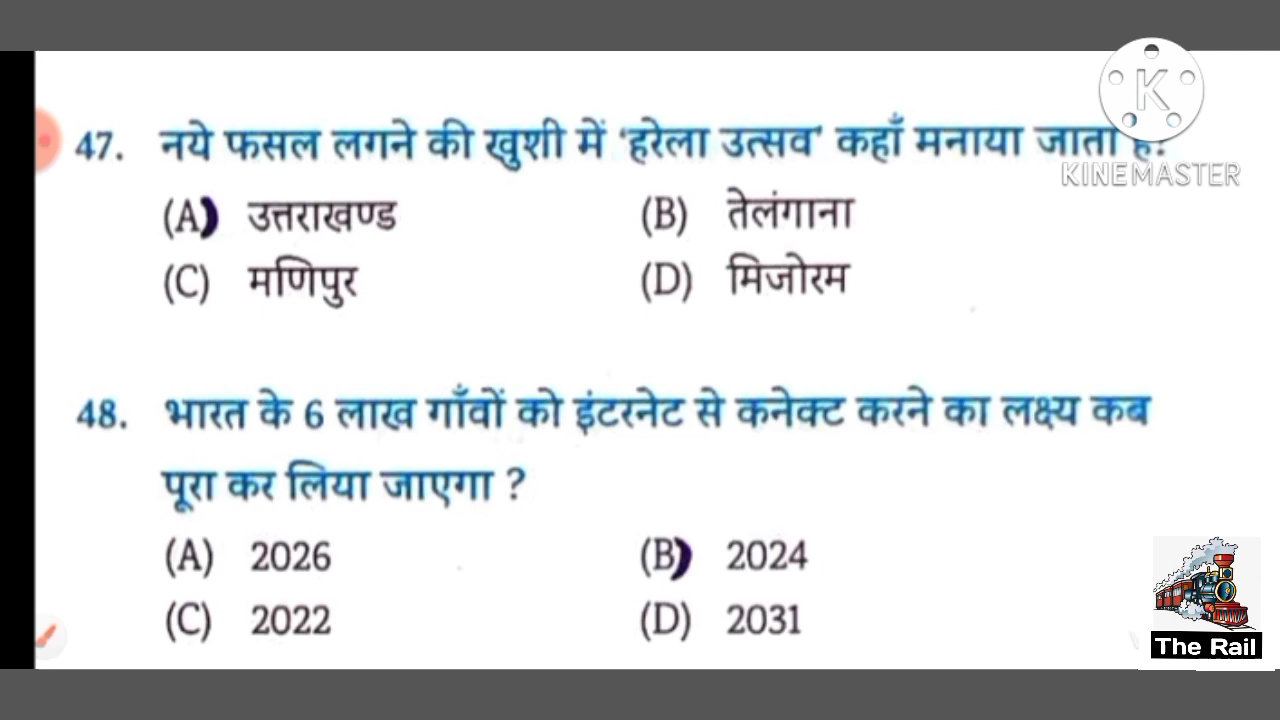 47. नये फसल लगने की खुशी में 'हरेला उत्सव' कहाँ मनाया जाता है?
KINEMASTER
(A) उत्तराखण्ड (B) तेलंगाना
(C) मणिपुर (D) मिजोरम
48. भारत के 6 लाख गाँवों को इंटरनेट से कनेक्ट करने का लक्ष्य कब
पूरा कर लिया जाएगा ?
(A) 2026 (B) 2024
(C) 2022 (D) 2031
The Rail